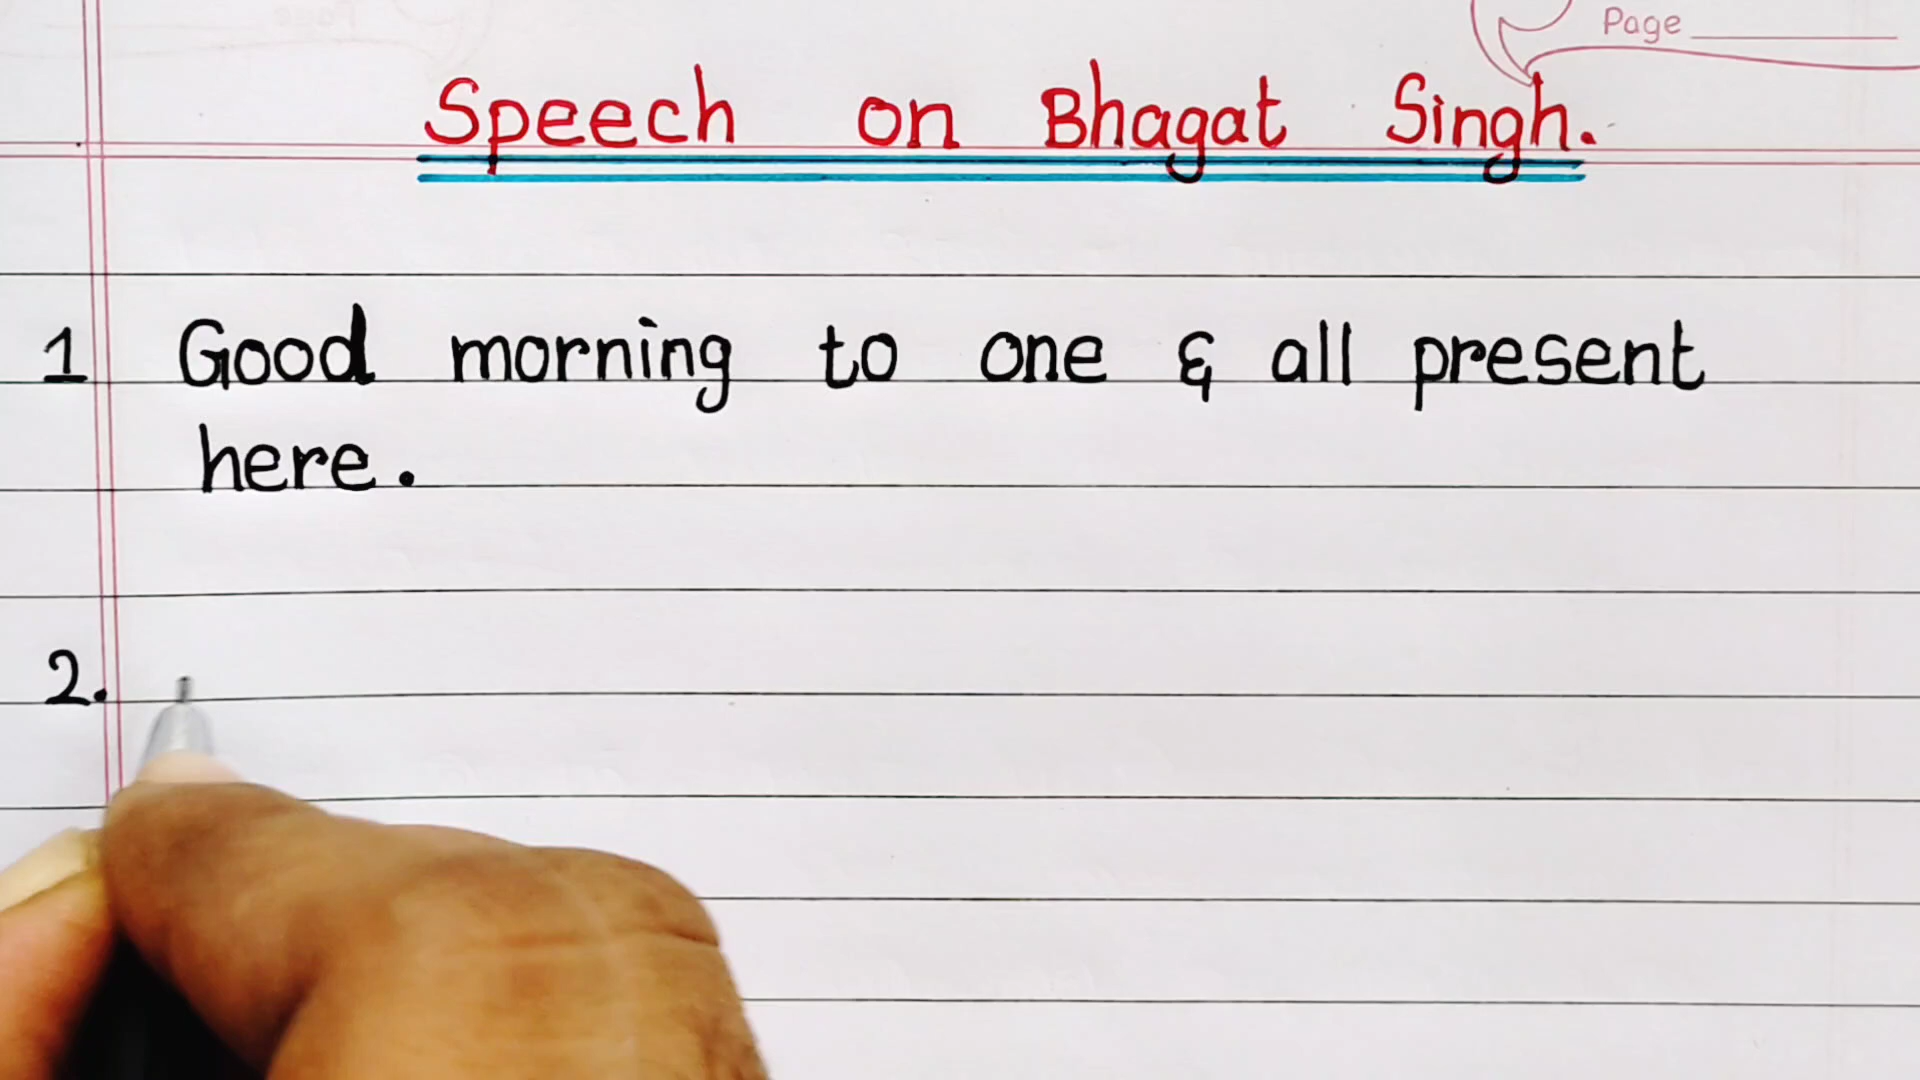 Page
Speech on Bhagat Singh.
1 Good morning to one & all present
here.
2.